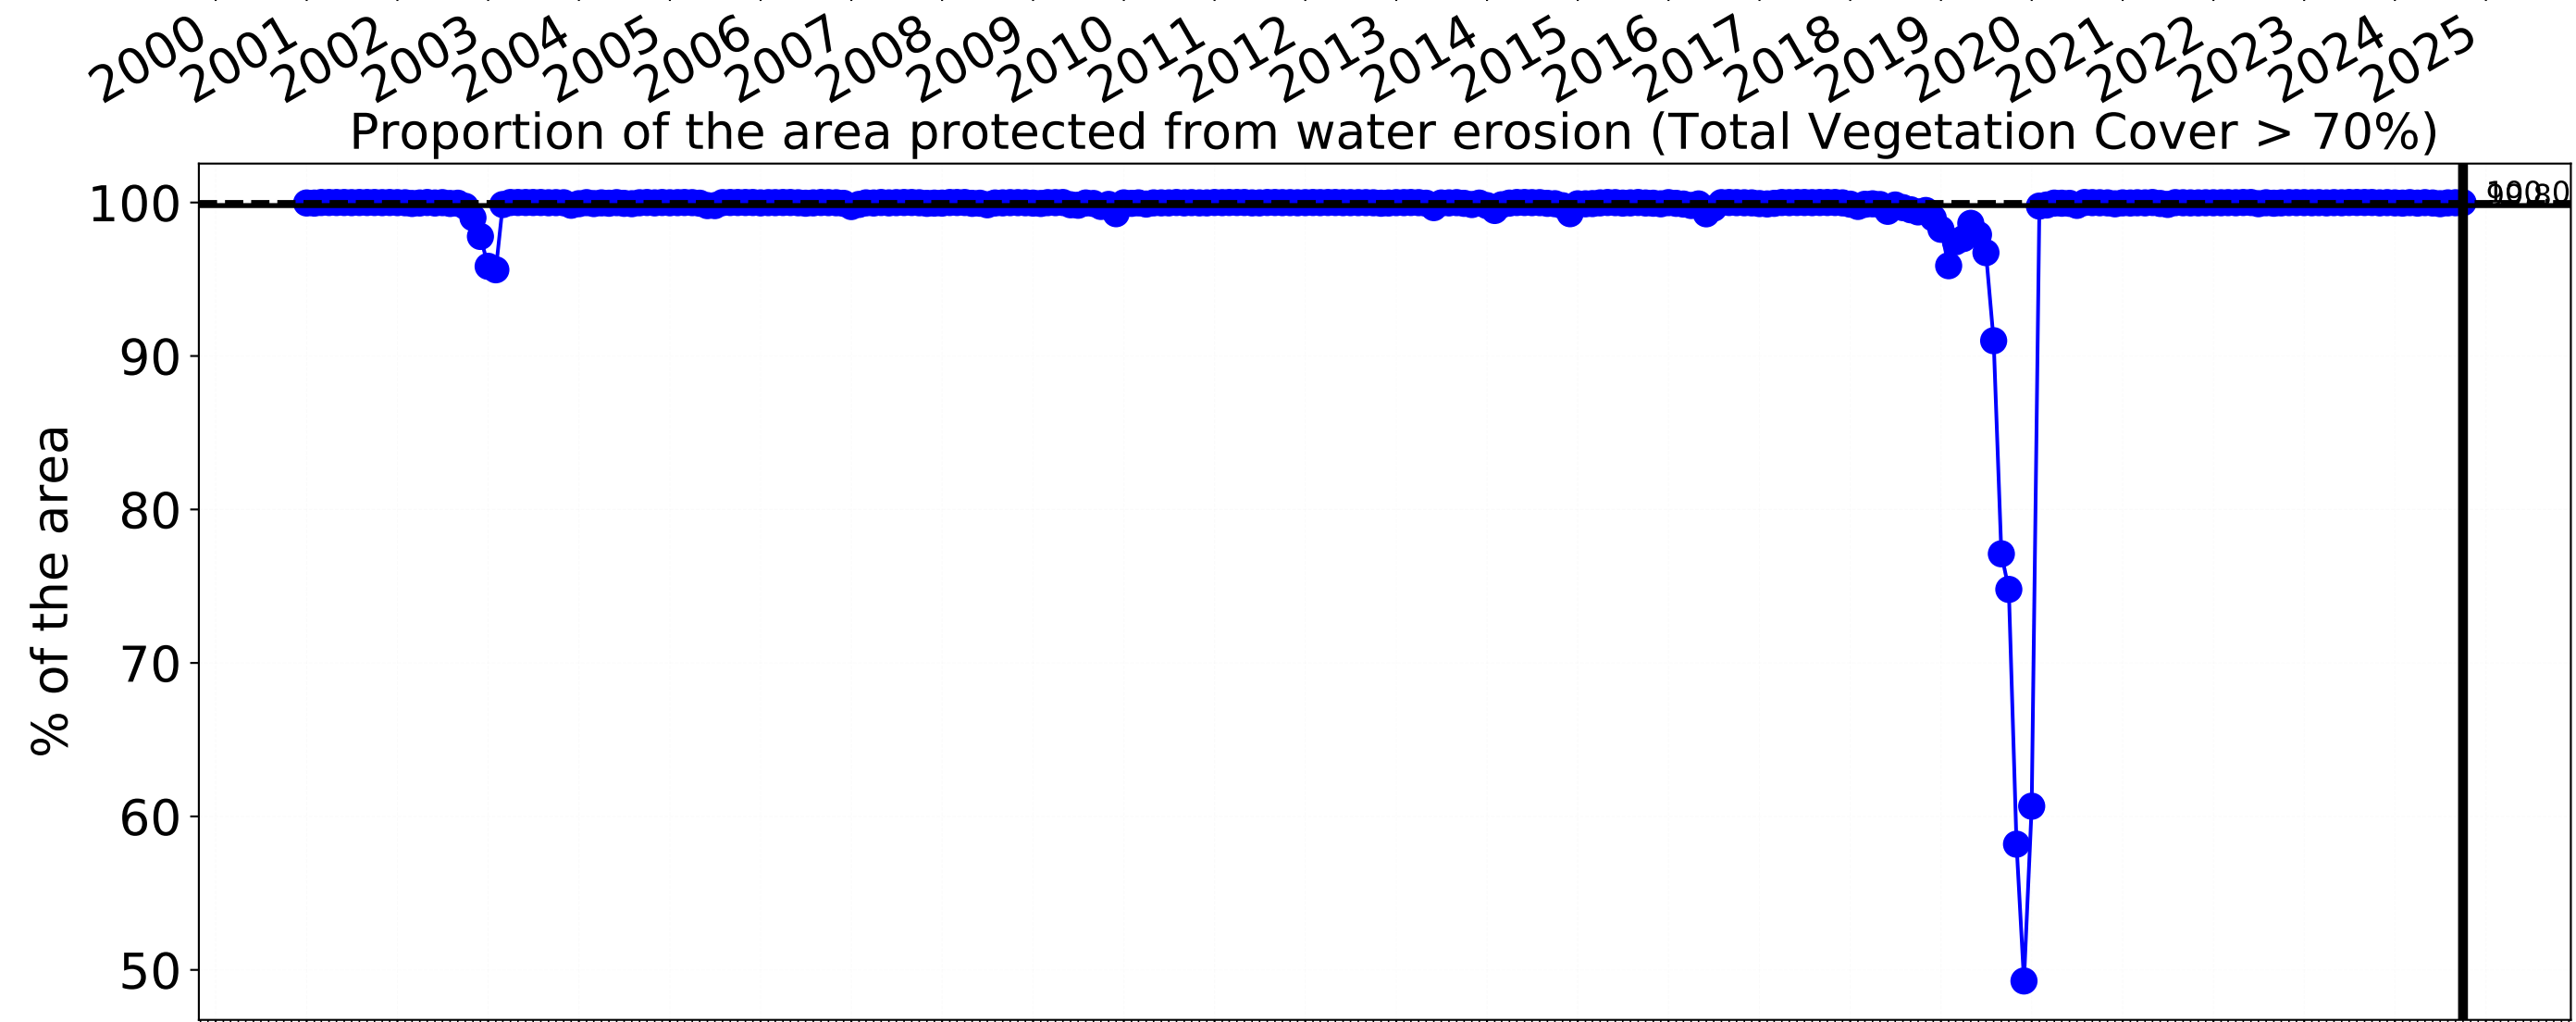 2000 2001 2002 2003 2004 2005 2006 2007 2008 2009 2010 2011 2012 2013 2014 2015 2016 2017 2018 2019 2020 2021 2022 2023 2024 2025
Proportion of the area protected from water erosion (Total Vegetation Cover > 70%)
100
90
80
70
60
50
% of the area